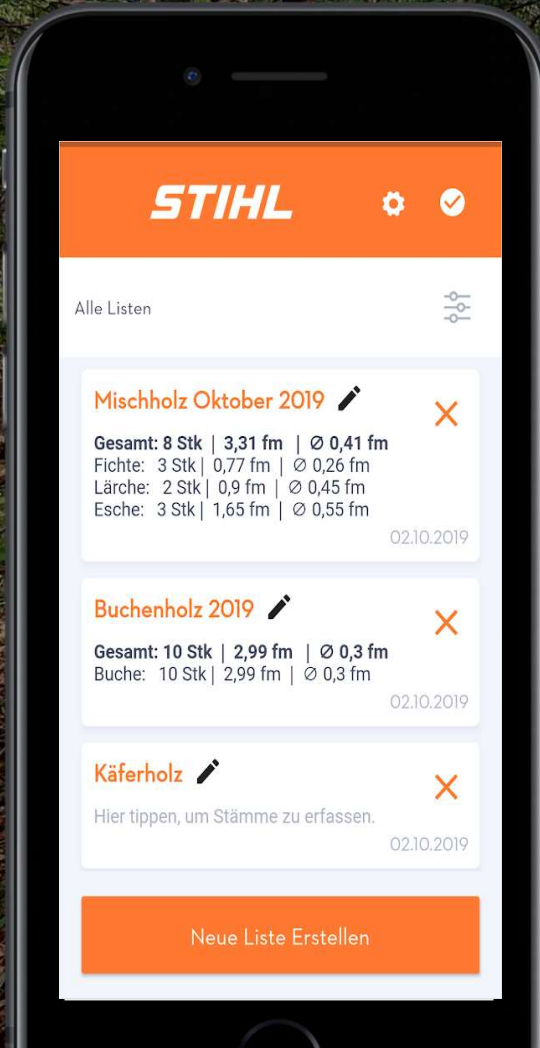 STIHL
Alle Listen
Mischholz Oktober 2019
Gesamt: 8 Stk | 3,31 fm | Ø 0,41 fm
Fichte: 3 Stk | 0,77 fm | Ø 0,26 fm
Lärche: 2 Stk | 0,9 fm | Ø 0,45 fm
Esche: 3 Stk | 1,65 fm | Ø 0,55 fm
02.10.2019
Buchenholz 2019
Gesamt: 10 Stk | 2,99 fm | Ø 0,3 fm
Buche: 10 Stk | 2,99 fm | Ø 0,3 fm
02.10.2019
Käferholz
Hier tippen, um Stämme zu erfassen.
02.10.2019
Neue Liste Erstellen